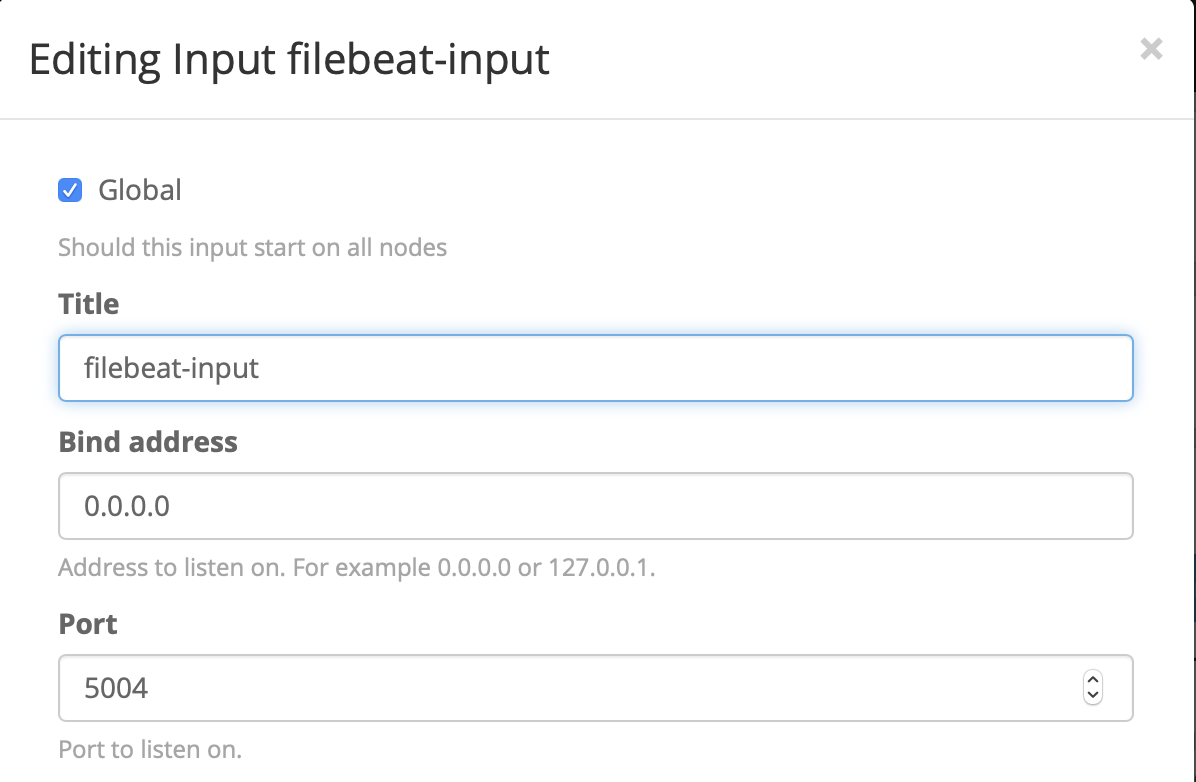 Editing Input filebeat-input
×
Global
Should this input start on all nodes
Title
filebeat-input
Bind address
0.0.0.0
Address to listen on. For example 0.0.0.0 or 127.0.0.1.
Port
5004
Port to listen on.